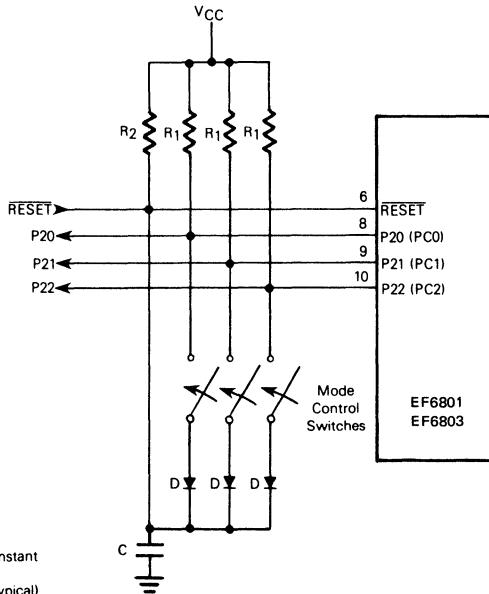 VCC
R2 R1 R1 R1
RESET
P20
P21
P22
6
RESET
8
P20 (PC0)
9
P21 (PC1)
10
P22 (PC2)
Mode
Control
Switches
EF6801
EF6803
D D D
C